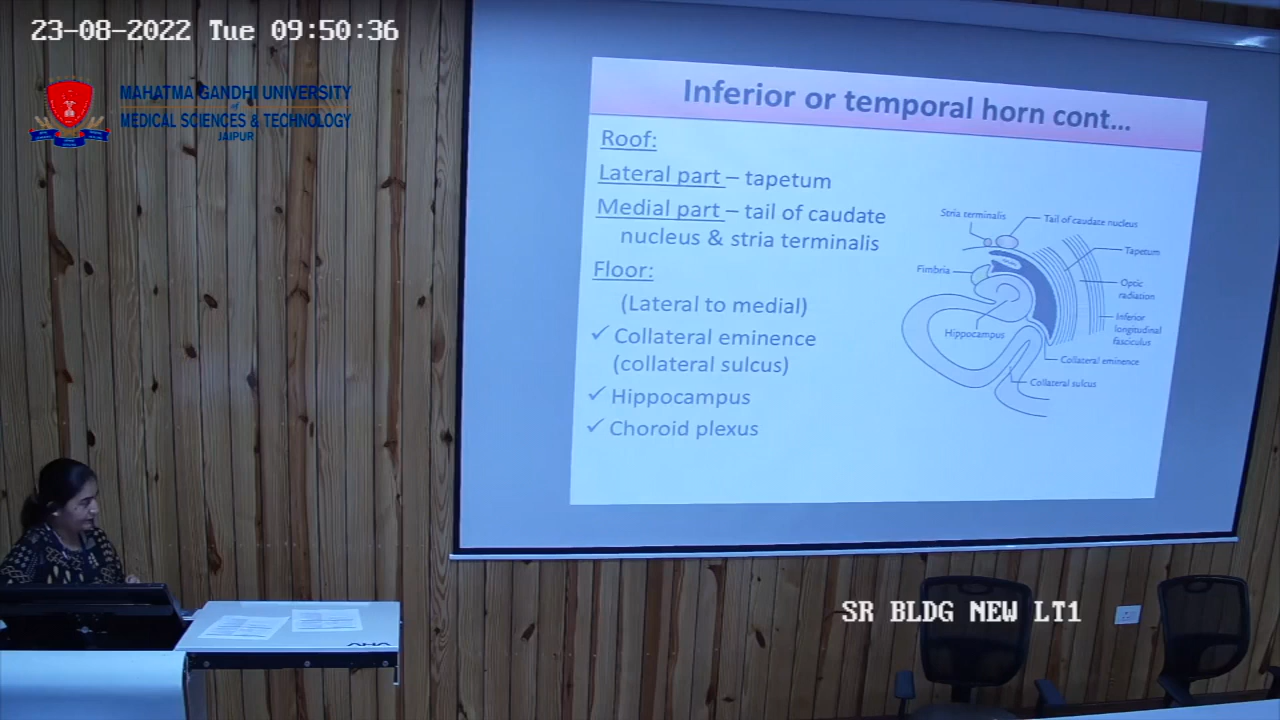 23-08-2022 Tue 09:50:36
MAHATMA GANDHI UNIVERSITY
of
MEDICAL SCIENCES & TECHNOLOGY
JAIPUR
Inferior or temporal horn cont...
Roof:
Lateral part – tapetum
Medial part – tail of caudate
nucleus & stria terminalis
Floor:
(Lateral to medial)
✓ Collateral eminence
(collateral sulcus)
✓ Hippocampus
✓ Choroid plexus
Stria terminalis
Tail of caudate nucleus
Tapetum
Fimbria
Optic
radiation
Inferior
longitudinal
fasciculus
Hippocampus
Collateral eminence
Collateral sulcus
SR BLDG NEW LT1